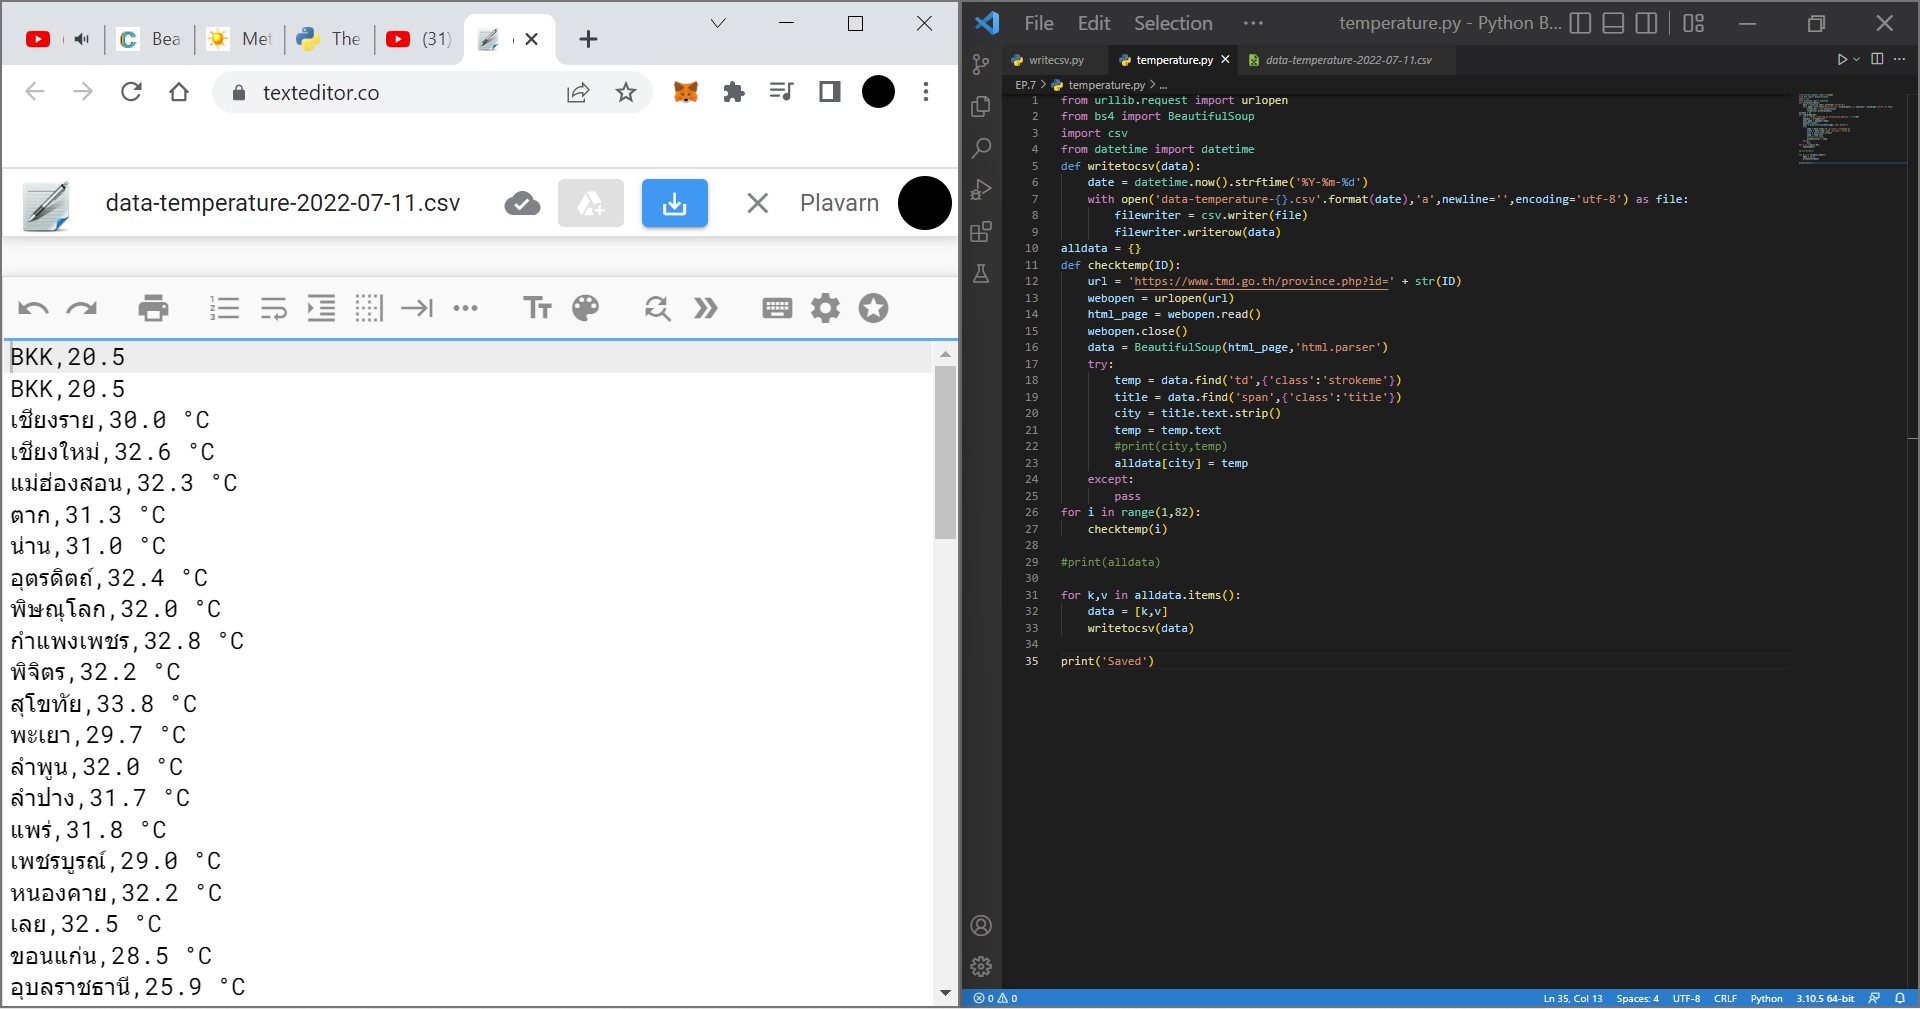 Bea
Met
The
(31)
texteditor.co
data-temperature-2022-07-11.csv
Plavarn
BKK,20.5
BKK,20.5
เชียงราย,30.0 °C
เชียงใหม่,32.6 °C
แม่ฮ่องสอน,32.3 °C
ตาก,31.3 °C
น่าน,31.0 °C
อุตรดิตถ์,32.4 °C
พิษณุโลก,32.0 °C
กำแพงเพชร,32.8 °C
พิจิตร,32.2 °C
สุโขทัย,33.8 °C
พะเยา,29.7 °C
ลำพูน,32.0 °C
ลำปาง,31.7 °C
แพร่,31.8 °C
เพชรบูรณ์,29.0 °C
หนองคาย,32.2 °C
เลย,32.5 °C
ขอนแก่น,28.5 °C
อุบลราชธานี,25.9 °C
File Edit Selection ··· temperature.py - Python B...
writecsv.py temperature.py data-temperature-2022-07-11.csv
EP.7 > temperature.py > ...
1 from urllib.request import urlopen
2 from bs4 import BeautifulSoup
3 import csv
4 from datetime import datetime
5 def writetocsv(data):
6 date = datetime.now().strftime('%Y-%m-%d')
7 with open('data-temperature-{}.csv'.format(date),'a',newline='',encoding='utf-8') as file:
8 filewriter = csv.writer(file)
9 filewriter.writerow(data)
10 alldata = {}
11 def checktemp(ID):
12 url = 'https://www.tmd.go.th/province.php?id=' + str(ID)
13 webopen = urlopen(url)
14 html_page = webopen.read()
15 webopen.close()
16 data = BeautifulSoup(html_page,'html.parser')
17 try:
18 temp = data.find('td',{'class':'strokeme'})
19 title = data.find('span',{'class':'title'})
20 city = title.text.strip()
21 temp = temp.text
22 #print(city,temp)
23 alldata[city] = temp
24 except:
25 pass
26 for i in range(1,82):
27 checktemp(i)
28
29 #print(alldata)
30
31 for k,v in alldata.items():
32 data = [k,v]
33 writetocsv(data)
34
35 print('Saved')
0 0 Ln 35, Col 13 Spaces: 4 UTF-8 CRLF Python 3.10.5 64-bit